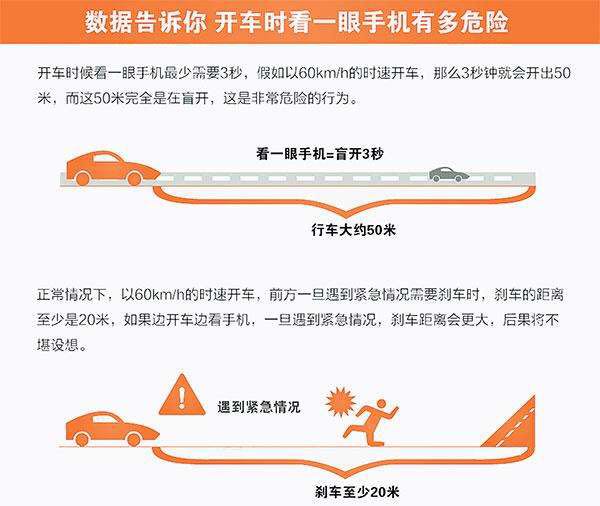 数据告诉你 开车时看一眼手机有多危险
开车时候看一眼手机最少需要3秒，假如以60km/h的时速开车，那么3秒钟就会开出50
米，而这50米完全是在盲开，这是非常危险的行为。
看一眼手机=盲开3秒
行车大约50米
正常情况下，以60km/h的时速开车，前方一旦遇到紧急情况需要刹车时，刹车的距离
至少是20米，如果边开车边看手机，一旦遇到紧急情况，刹车距离会更大，后果将不
堪设想。
!
遇到紧急情况
刹车至少20米